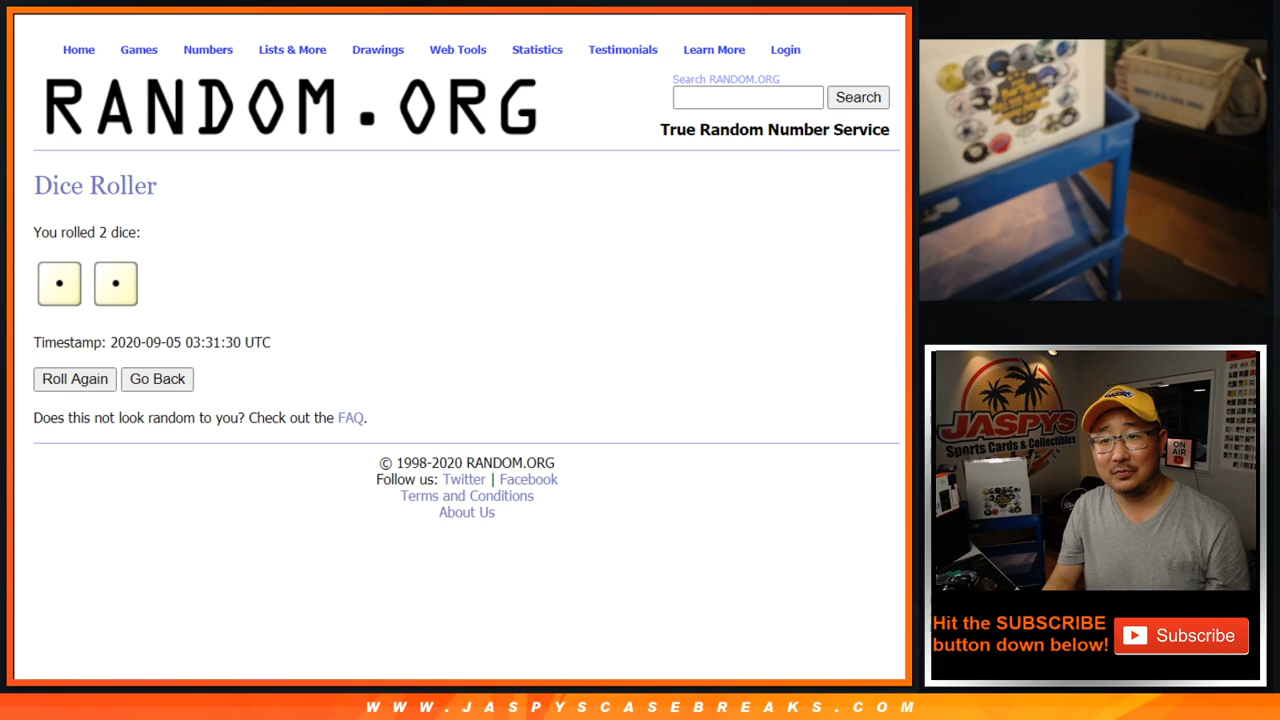 Home Games Numbers Lists & More Drawings Web Tools Statistics Testimonials Learn More Login
RANDOM.ORG
Search RANDOM.ORG
Search
True Random Number Service
Dice Roller
You rolled 2 dice:
Timestamp: 2020-09-05 03:31:30 UTC
Roll Again Go Back
Does this not look random to you? Check out the FAQ.
© 1998-2020 RANDOM.ORG
Follow us: Twitter | Facebook
Terms and Conditions
About Us
JASPYS
Sports Cards & Collectibles
ON
AIR
Hit the SUBSCRIBE
button down below!
Subscribe
WWW.JASPYSCASEBREAKS.COM